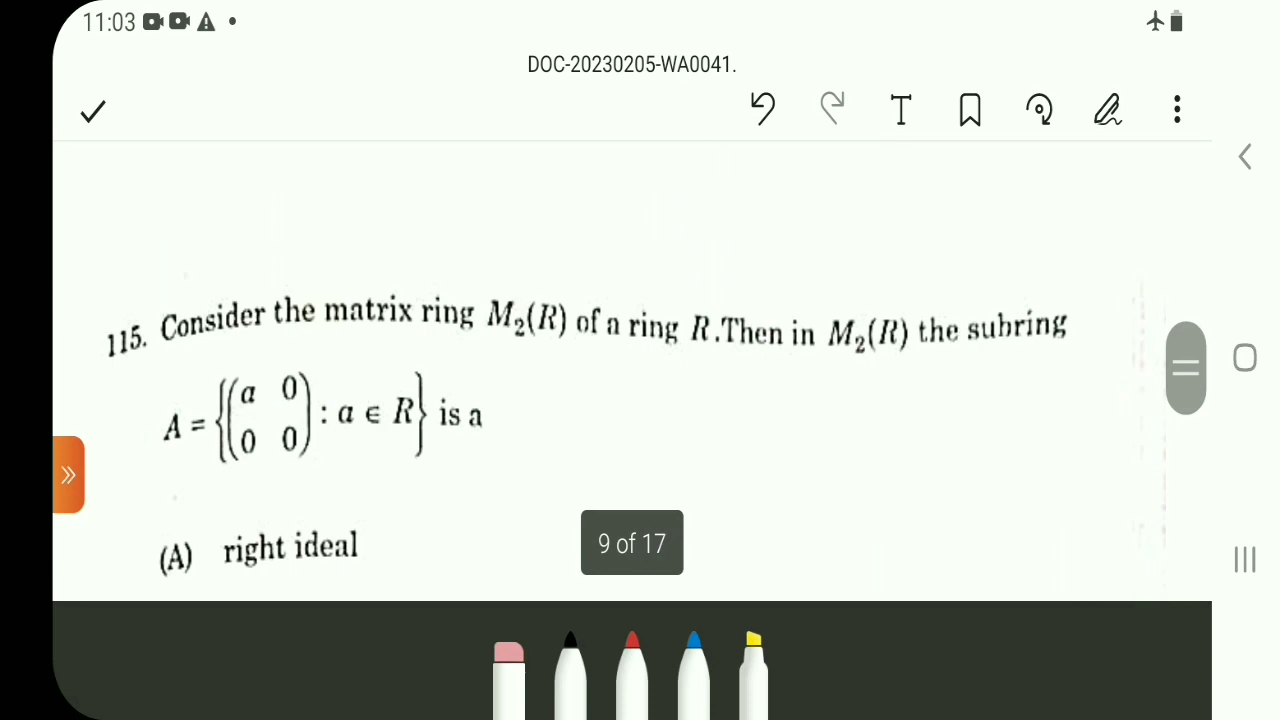 11:03
DOC-20230205-WA0041.
T
115. Consider the matrix ring M₂(R) of a ring R.Then in M₂(R) the subring
A = {(a 0
0 0) : a ∈ R} is a
(A) right ideal
9 of 17